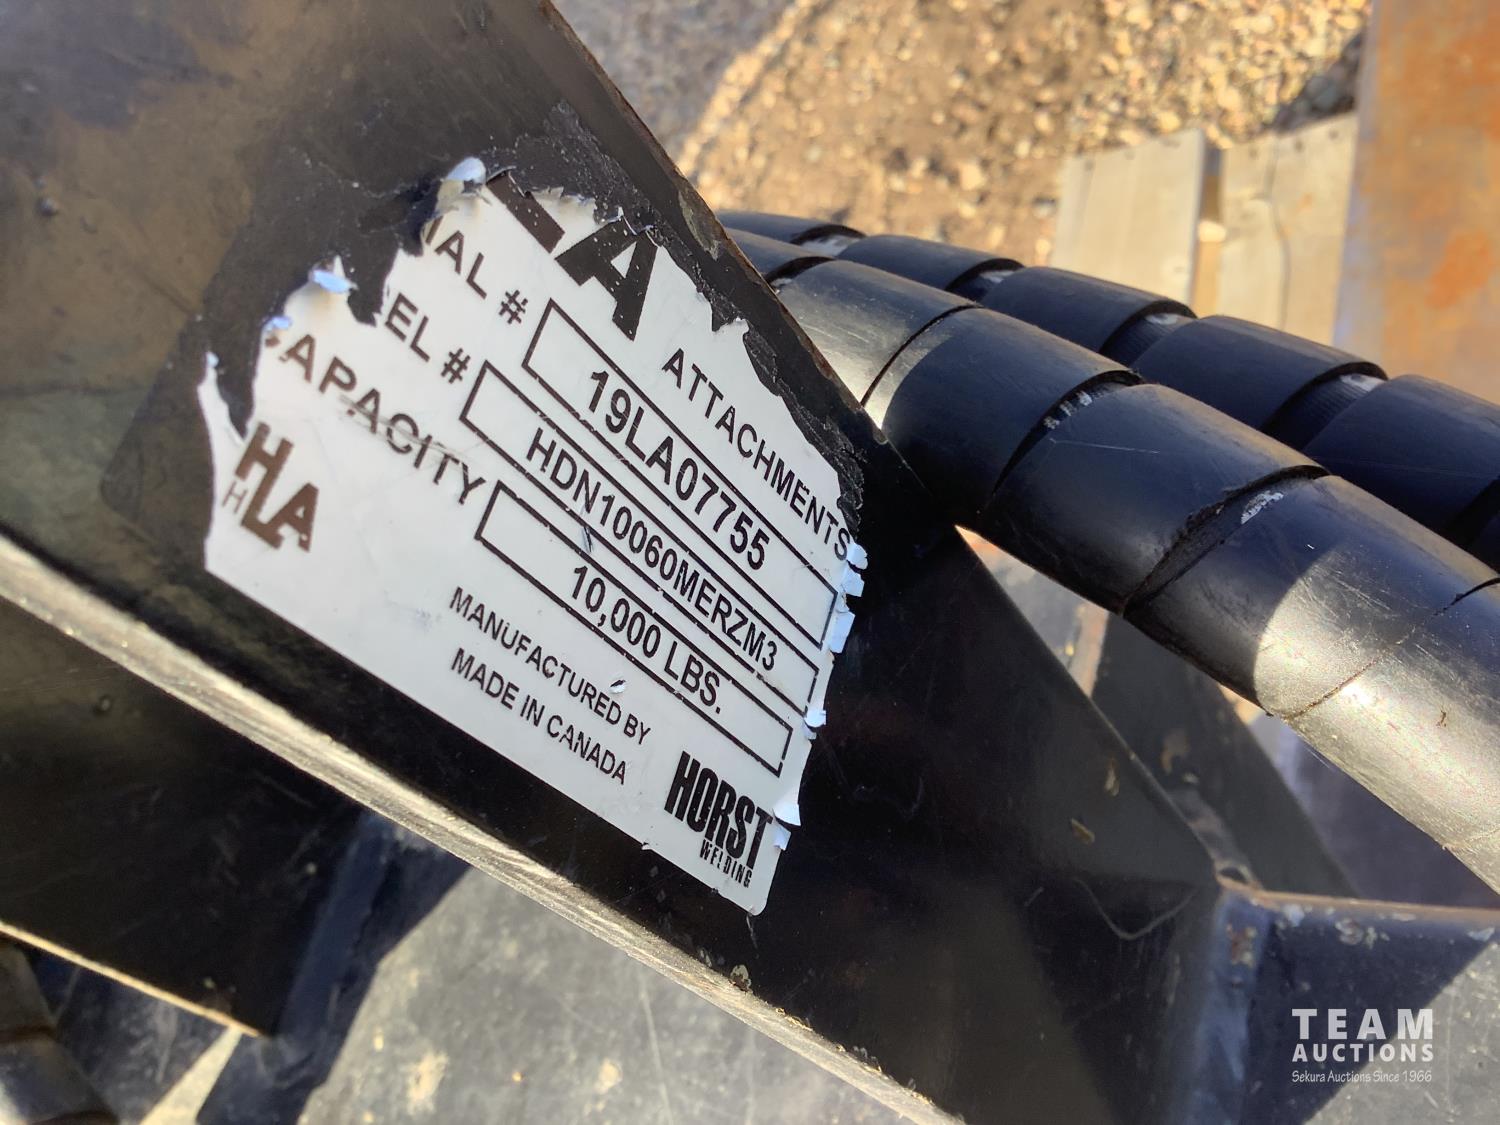 LA
ATTACHMENTS
IAL # 19LA07755
EL # HDN10060MERZM3
CAPACITY 10,000 LBS.
HLA
MANUFACTURED BY
MADE IN CANADA
HORST
WELDING
TEAM
AUCTIONS
Sekura Auctions Since 1966